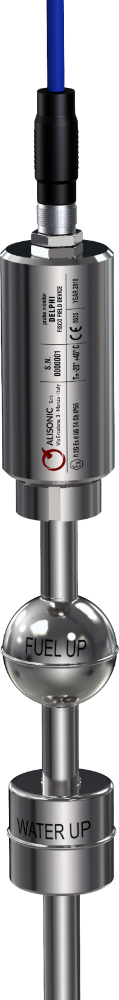 probe monitor
DELPHI
FISCO FIELD DEVICE
S.N.
0000001
ALISONIC S.r.l.
Via Ercolano, 3 - Monza - Italy
CE 0035 YEAR 2018
T= -20° +40° C
Ex II 2G Ex d IIB T4 Gb IP68
FUEL UP
WATER UP